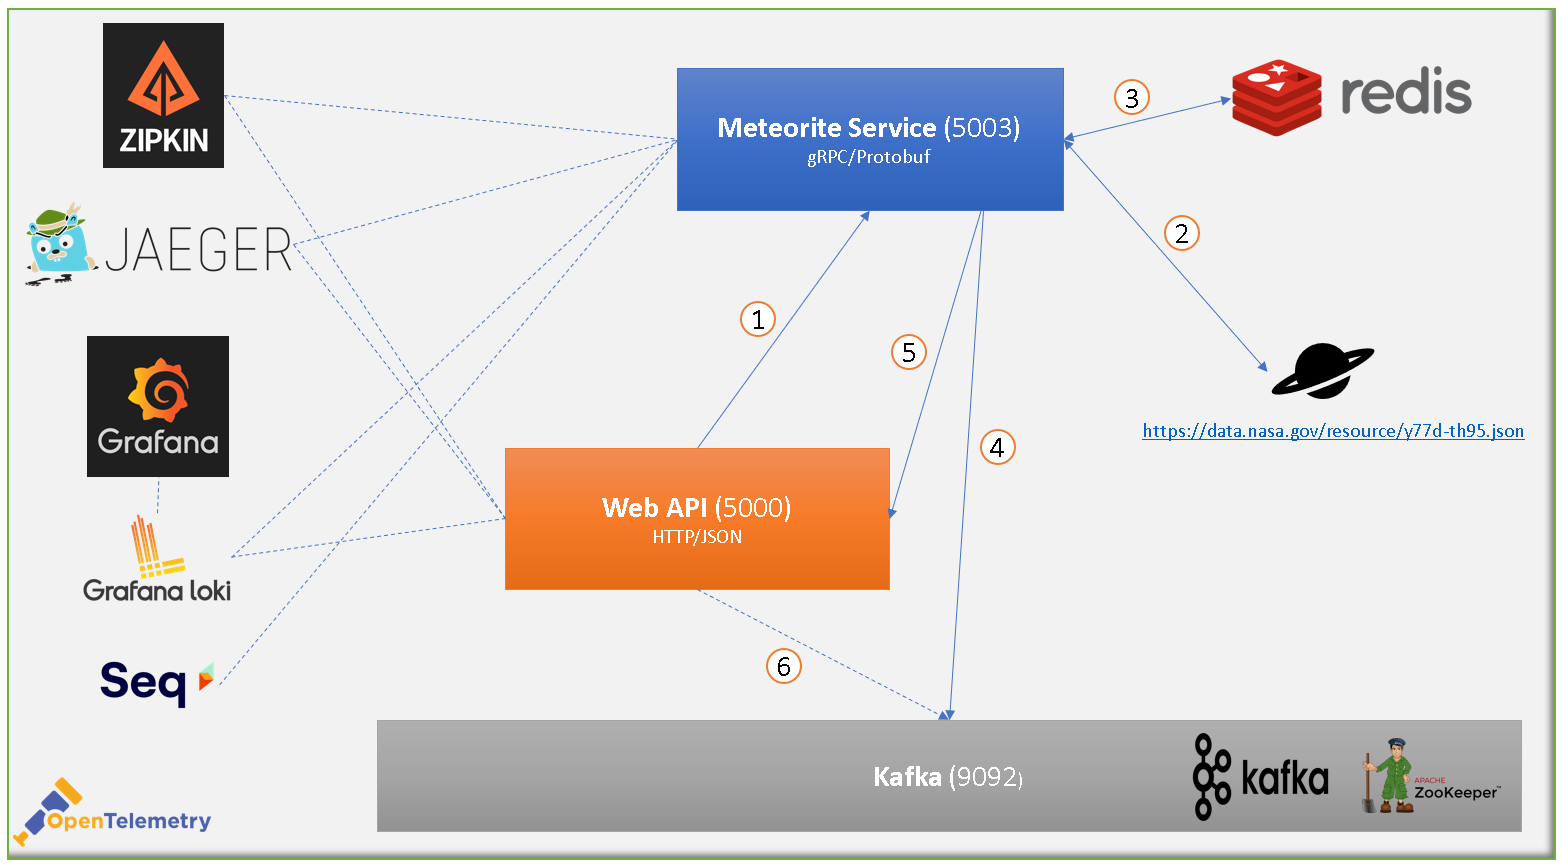 ZIPKIN
Meteorite Service (5003)
gRPC/Protobuf
3
redis
JAEGER
2
1
5
https://data.nasa.gov/resource/y77d-th95.json
Grafana
4
Web API (5000)
HTTP/JSON
Grafana loki
6
Seq
Kafka (9092)
kafka
APACHE
ZooKeeper™
OpenTelemetry